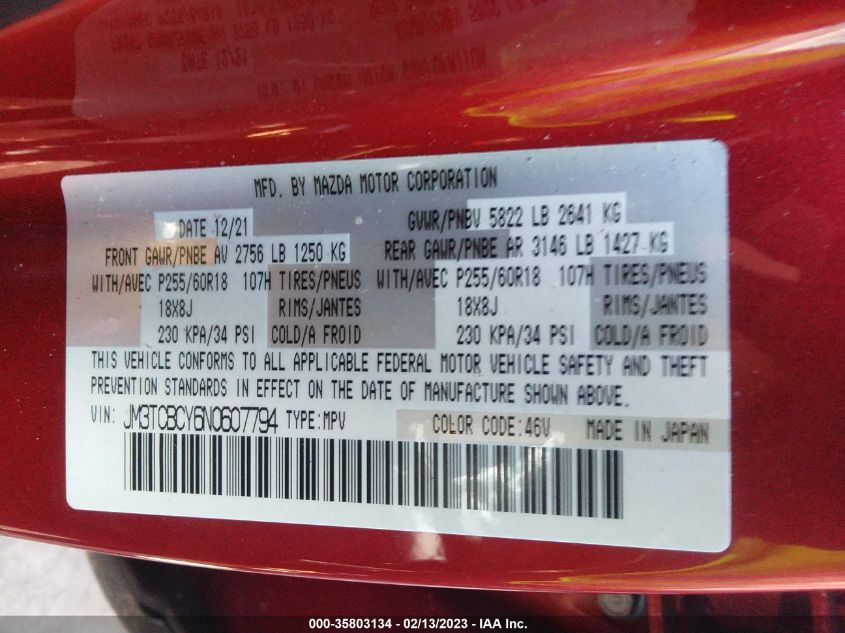 MFD. BY MAZDA MOTOR CORPORATION
DATE 12/21 GVWR/PNBV 5822 LB 2641 KG
FRONT GAWR/PNBE AV 2756 LB 1250 KG REAR GAWR/PNBE AR 3146 LB 1427 KG
WITH/AVEC P255/60R18 107H TIRES/PNEUS WITH/AVEC P255/60R18 107H TIRES/PNEUS
18X8J RIMS/JANTES 18X8J RIMS/JANTES
230 KPA/34 PSI COLD/A FROID 230 KPA/34 PSI COLD/A FROID
THIS VEHICLE CONFORMS TO ALL APPLICABLE FEDERAL MOTOR VEHICLE SAFETY AND THEFT
PREVENTION STANDARDS IN EFFECT ON THE DATE OF MANUFACTURE SHOWN ABOVE.
VIN: JM3TCBCY6N0607794 TYPE:MPV COLOR CODE:46V MADE IN JAPAN
000-35803134 - 02/13/2023 - IAA Inc.